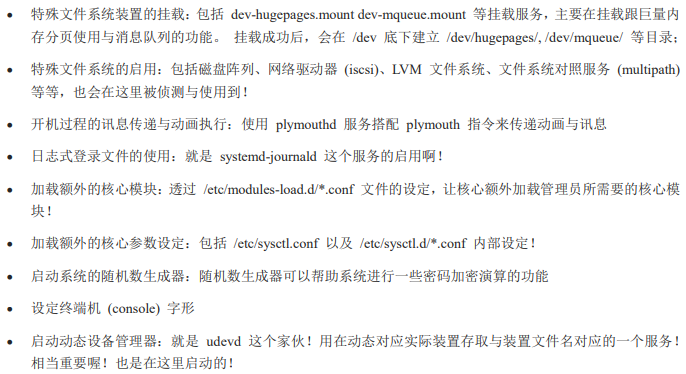 • 特殊文件系统装置的挂载：包括 dev-hugepages.mount dev-mqueue.mount 等挂载服务，主要在挂载跟巨量内
存分页使用与消息队列的功能。 挂载成功后，会在 /dev 底下建立 /dev/hugepages/, /dev/mqueue/ 等目录；
• 特殊文件系统的启用：包括磁盘阵列、网络驱动器 (iscsi)、LVM 文件系统、文件系统对照服务 (multipath)
等等，也会在这里被侦测与使用到！
• 开机过程的讯息传递与动画执行：使用 plymouthd 服务搭配 plymouth 指令来传递动画与讯息
• 日志式登录文件的使用：就是 systemd-journald 这个服务的启用啊！
• 加载额外的核心模块：透过 /etc/modules-load.d/*.conf 文件的设定，让核心额外加载管理员所需要的核心模
块！
• 加载额外的核心参数设定：包括 /etc/sysctl.conf 以及 /etc/sysctl.d/*.conf 内部设定！
• 启动系统的随机数生成器：随机数生成器可以帮助系统进行一些密码加密演算的功能
• 设定终端机 (console) 字形
• 启动动态设备管理器：就是 udevd 这个家伙！用在动态对应实际装置存取与装置文件名对应的一个服务！
相当重要喔！也是在这里启动的！